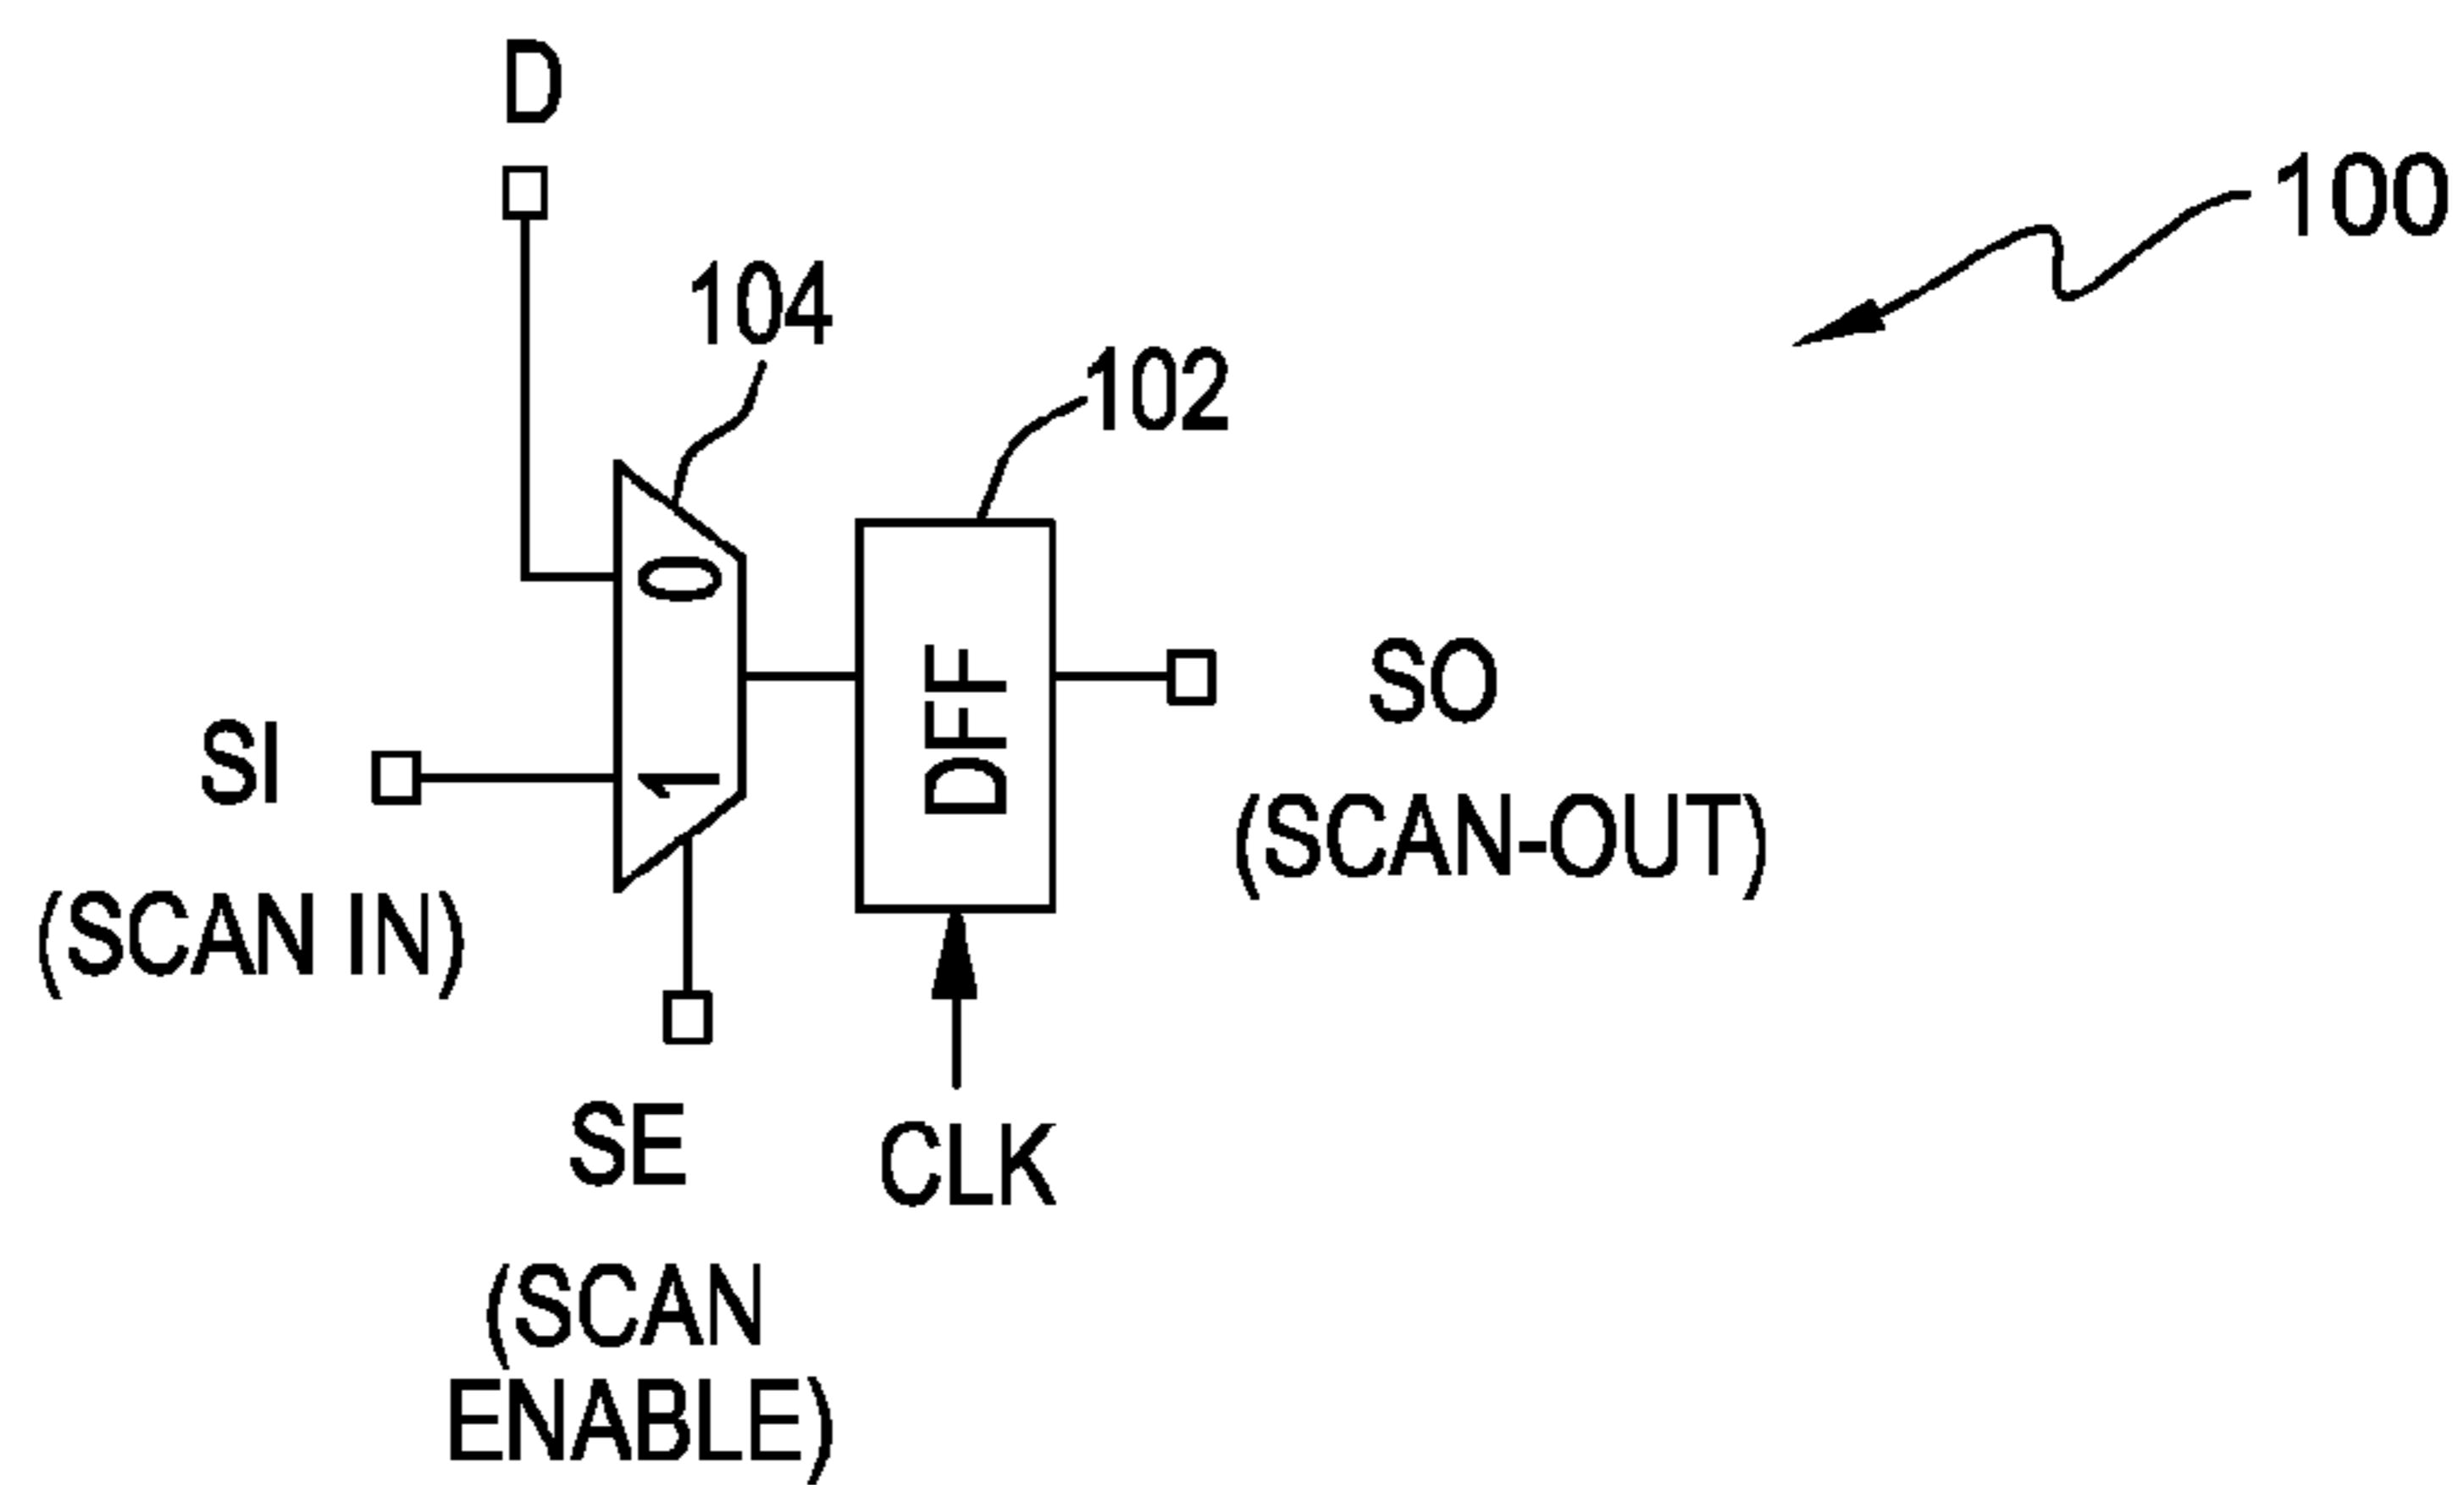 D
100
104
102
0
1
DFF
SI
(SCAN IN)
SO
(SCAN-OUT)
SE
(SCAN
ENABLE)
CLK